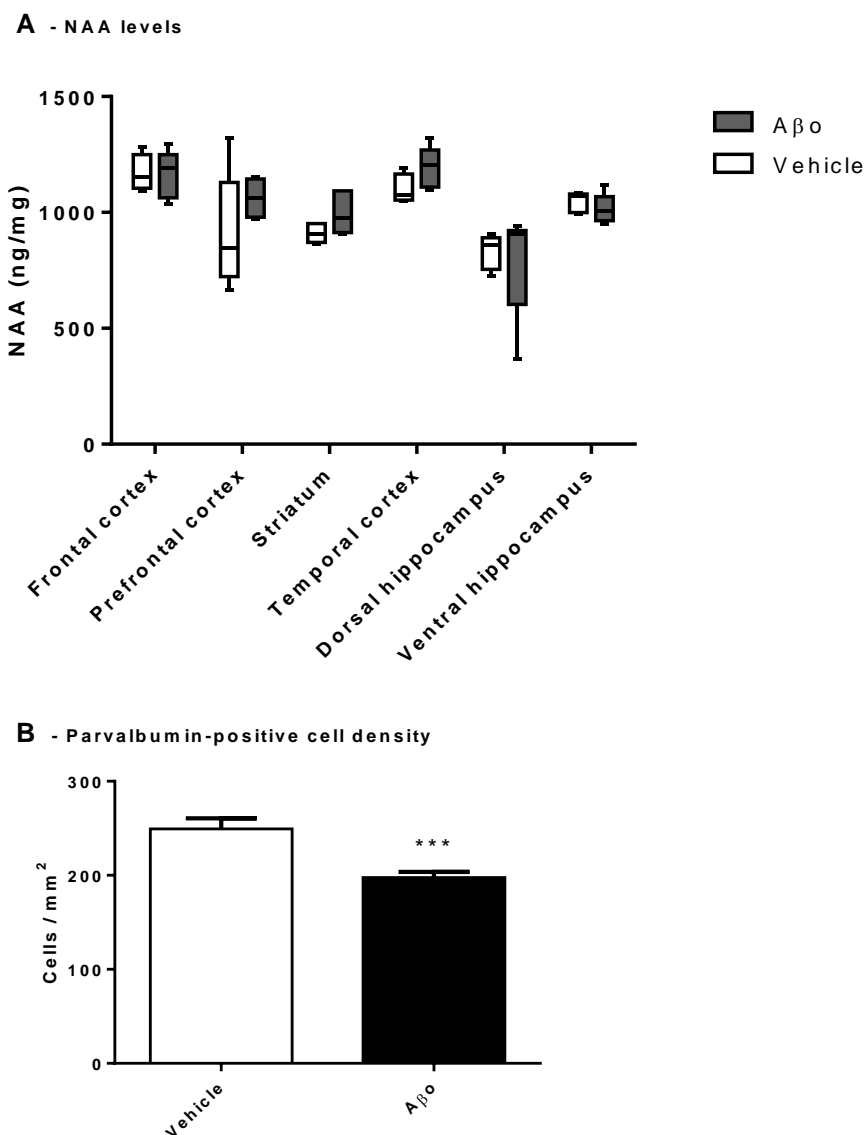 A - NAA levels
1500
1000
500
0
NAA (ng/mg)
Aβo
Vehicle
Frontal cortex
Prefrontal cortex
Striatum
Temporal cortex
Dorsal hippocampus
Ventral hippocampus
B - Parvalbumin-positive cell density
300
200
100
0
Cells/mm²
***
Vehicle
Aβo